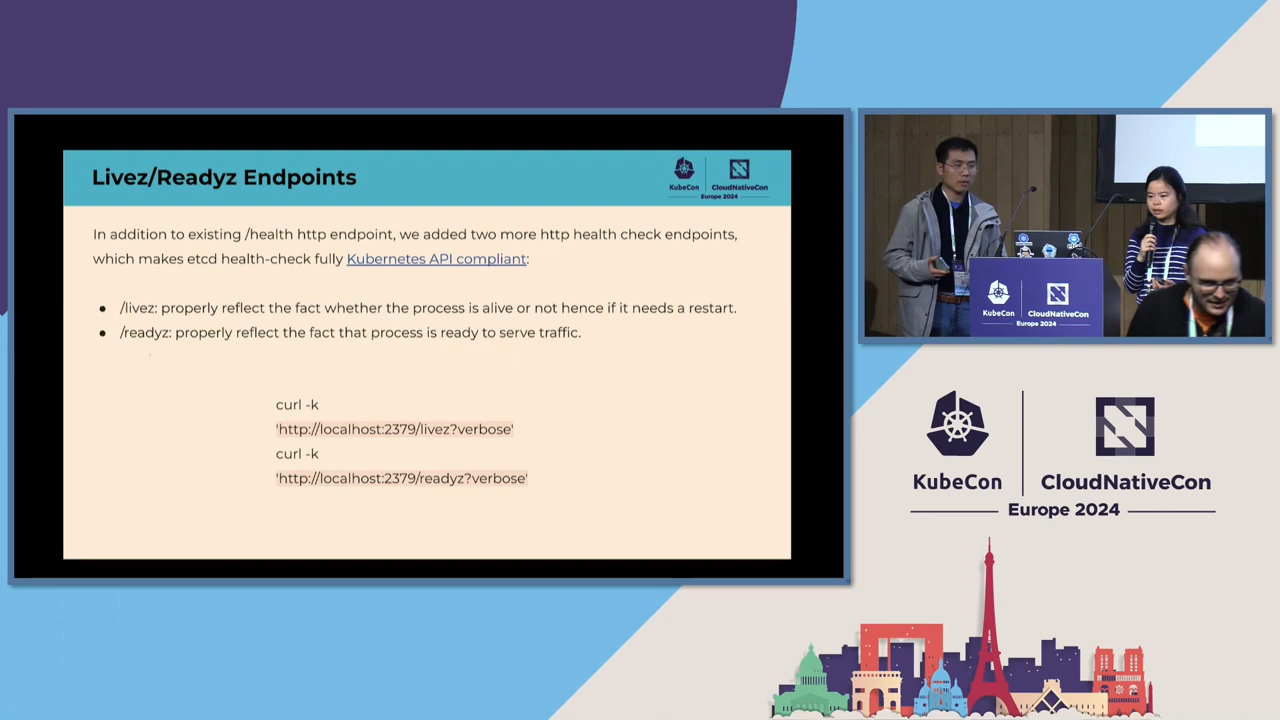 Livez/Readyz Endpoints
KubeCon
CloudNativeCon
Europe 2024
In addition to existing /health http endpoint, we added two more http health check endpoints,
which makes etcd health-check fully Kubernetes API compliant:
● /livez: properly reflect the fact whether the process is alive or not hence if it needs a restart.
● /readyz: properly reflect the fact that process is ready to serve traffic.
curl -k
'http://localhost:2379/livez?verbose'
curl -k
'http://localhost:2379/readyz?verbose'
KubeCon
CloudNativeCon
Europe 2024
KubeCon
CloudNativeCon
Europe 2024